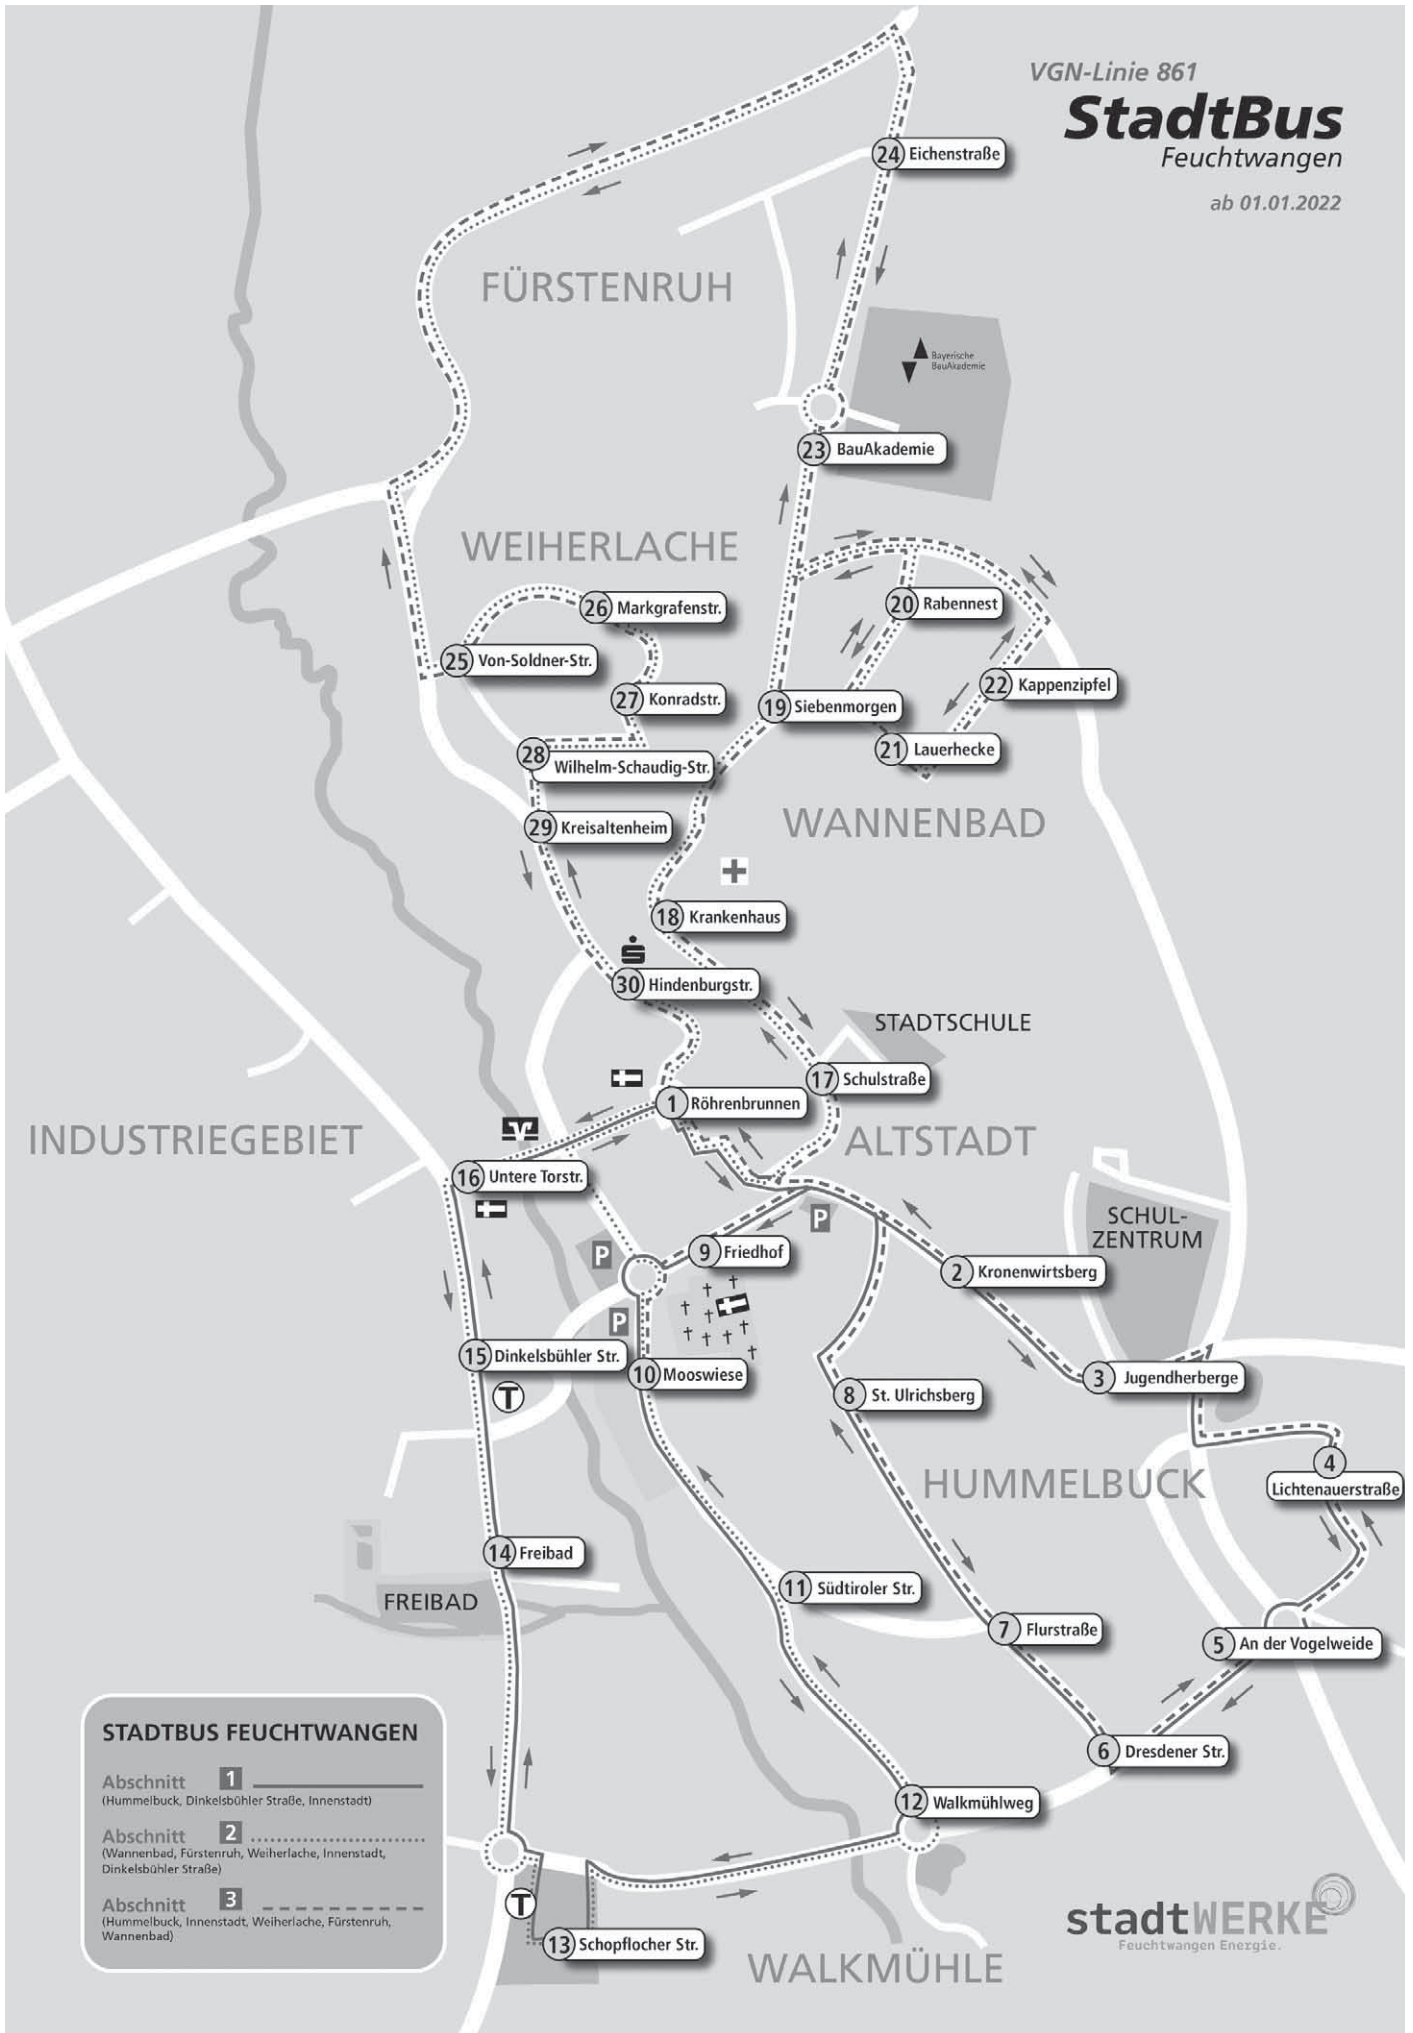 VGN-Linie 861
StadtBus
Feuchtwangen
ab 01.01.2022
24 Eichenstraße
FÜRSTENRUH
Bayerische
BauAkademie
23 BauAkademie
WEIHERLACHE
26 Markgrafenstr.
20 Rabennest
25 Von-Soldner-Str.
22 Kappenzipfel
27 Konradstr.
19 Siebenmorgen
21 Lauerhecke
28 Wilhelm-Schaudig-Str.
WANNENBAD
29 Kreisaltenheim
18 Krankenhaus
30 Hindenburgstr.
STADTSCHULE
17 Schulstraße
1 Röhrenbrunnen
INDUSTRIEGEBIET
ALTSTADT
16 Untere Torstr.
P
SCHUL-
ZENTRUM
P
9 Friedhof
2 Kronenwirtsberg
P
15 Dinkelsbühler Str.
10 Mooswiese
3 Jugendherberge
T
8 St. Ulrichsberg
4
Lichtenauerstraße
HUMMELBUCK
14 Freibad
11 Südtiroler Str.
FREIBAD
7 Flurstraße
5 An der Vogelweide
6 Dresdener Str.
12 Walkmühlweg
T
13 Schopflocher Str.
WALKMÜHLE
STADTBUS FEUCHTWANGEN
Abschnitt 1
(Hummelbuck, Dinkelsbühler Straße, Innenstadt)
Abschnitt 2
(Wannenbad, Fürstenruh, Weiherlache, Innenstadt,
Dinkelsbühler Straße)
Abschnitt 3
(Hummelbuck, Innenstadt, Weiherlache, Fürstenruh,
Wannenbad)
stadtWERKE
Feuchtwangen Energie.